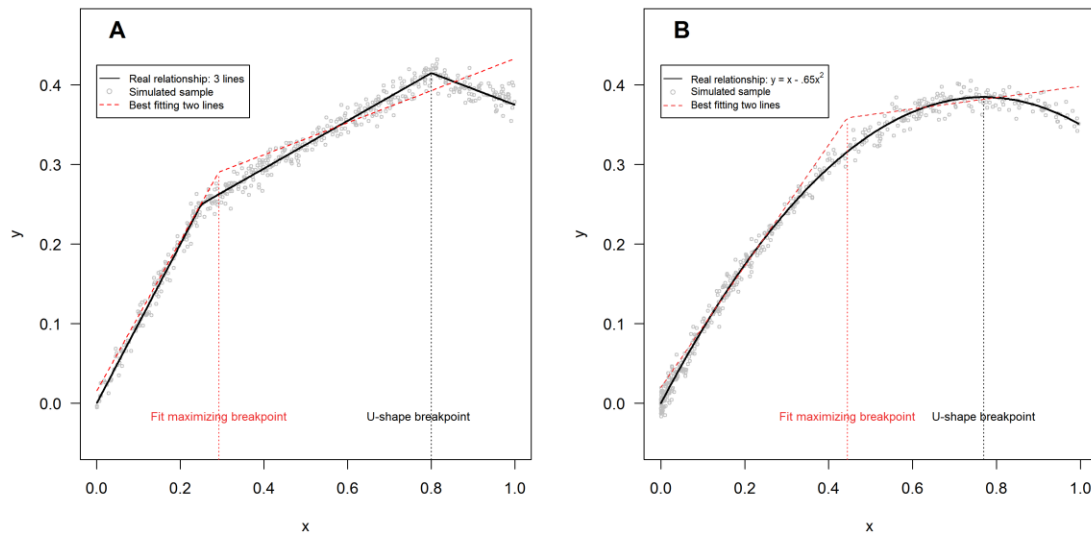 A
Real relationship: 3 lines
Simulated sample
Best fitting two lines
y
0.4
0.3
0.2
0.1
0.0
Fit maximizing breakpoint
U-shape breakpoint
0.0 0.2 0.4 0.6 0.8 1.0
x
B
Real relationship: y = x - .65x²
Simulated sample
Best fitting two lines
y
0.4
0.3
0.2
0.1
0.0
Fit maximizing breakpoint
U-shape breakpoint
0.0 0.2 0.4 0.6 0.8 1.0
x